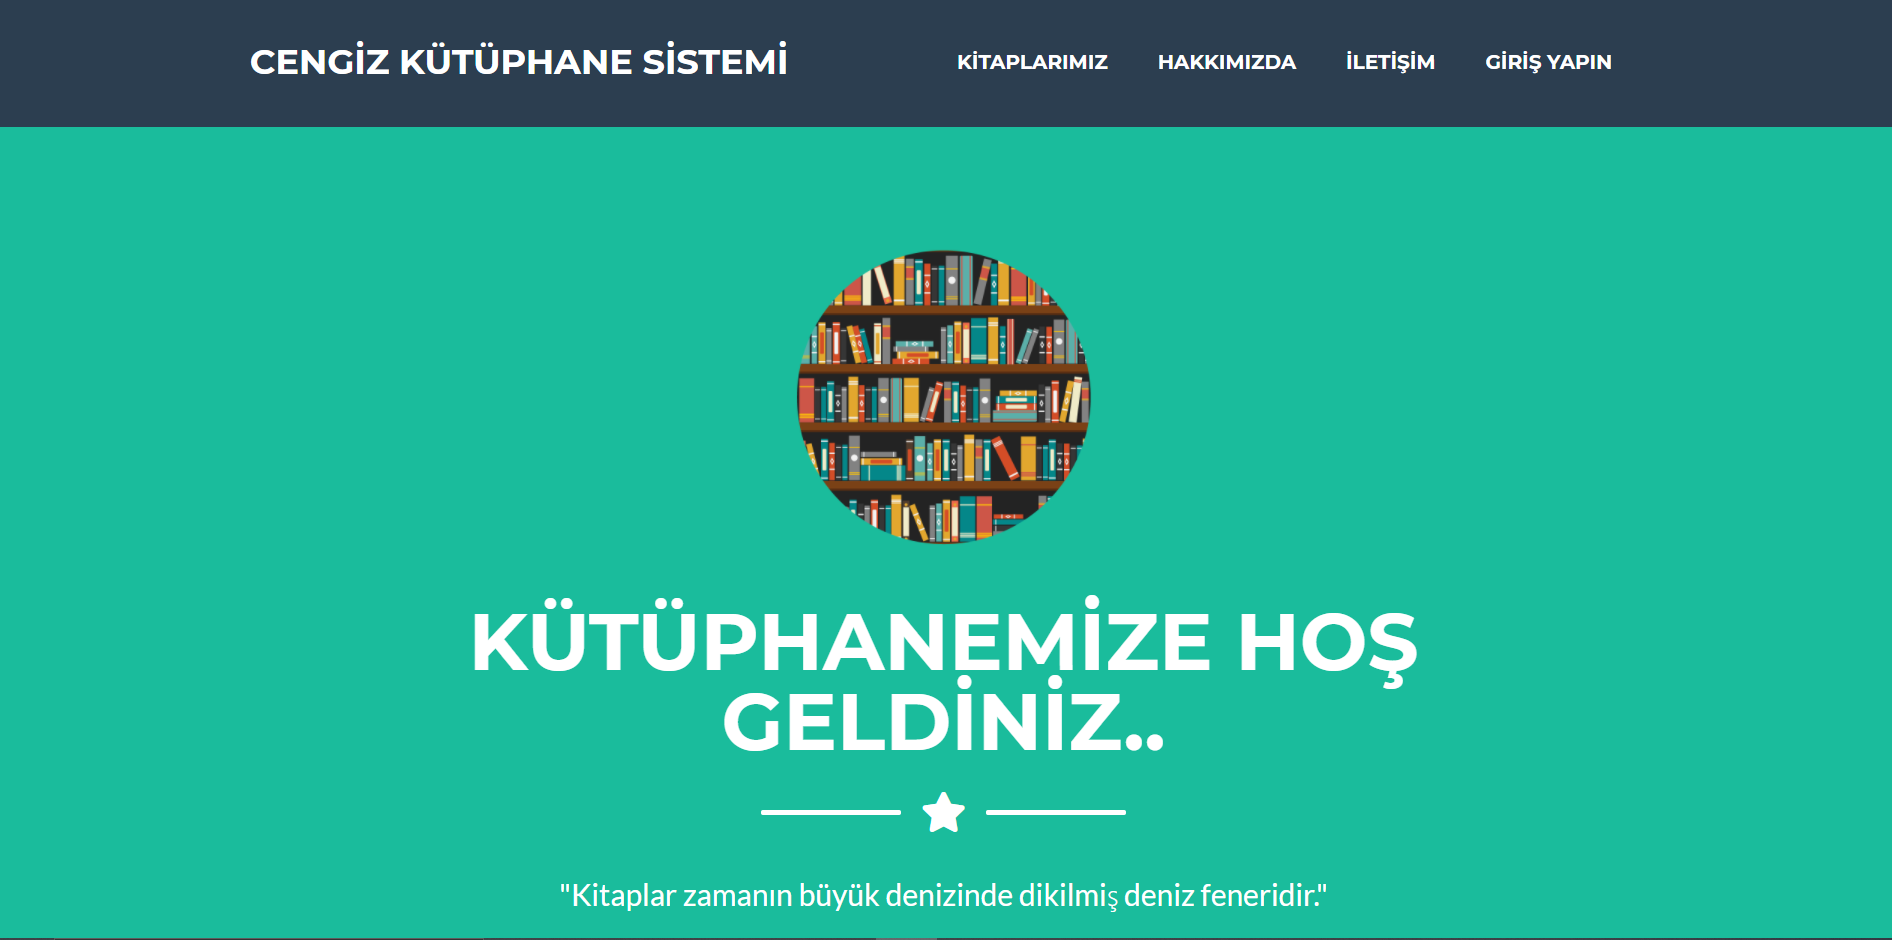 CENGİZ KÜTÜPHANE SİSTEMİ
KİTAPLARIMIZ HAKKIMIZDA İLETİŞİM GİRİŞ YAPIN
KÜTÜPHANEMİZE HOŞ
GELDİNİZ..
"Kitaplar zamanın büyük denizinde dikilmiş deniz feneridir."